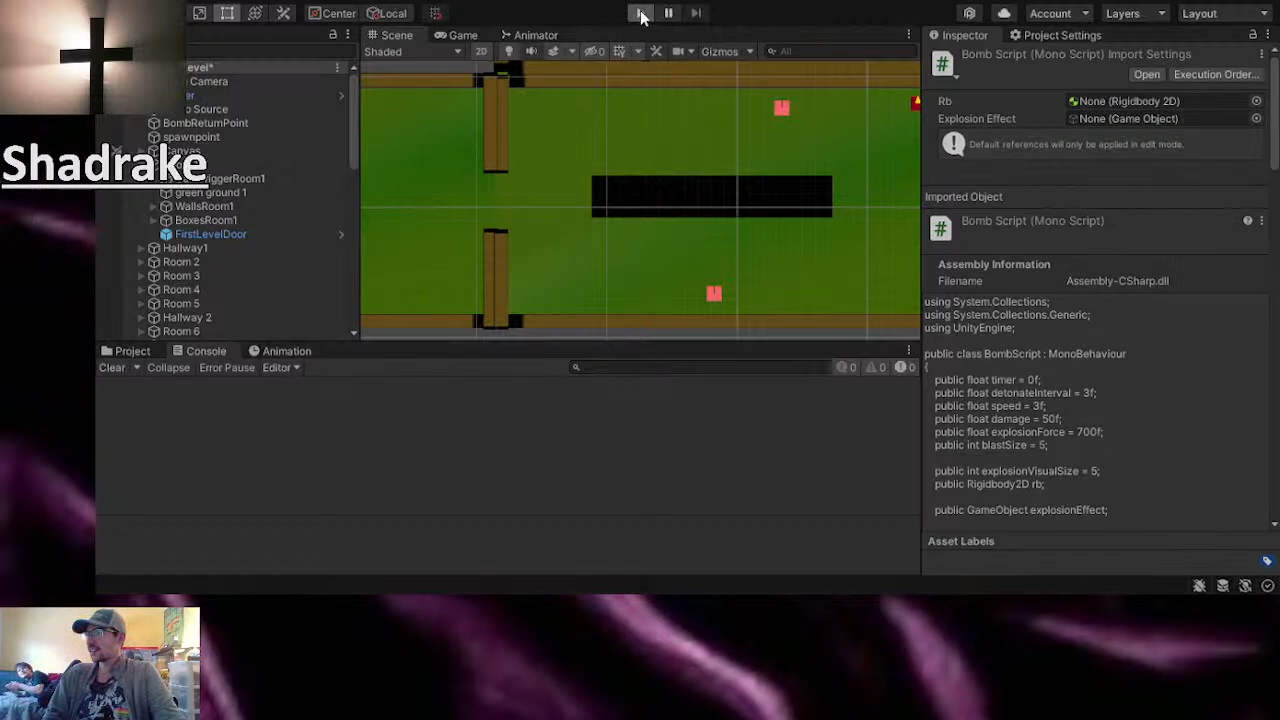 Center
Local
Account
Layers
Layout
Scene
Game
Animator
Shaded
2D
0
Gizmos
All
Camera
BombReturnPoint
spawnpoint
Shadrake
green ground 1
WallsRoom1
BoxesRoom1
FirstLevelDoor
Hallway1
Room 2
Room 3
Room 4
Room 5
Hallway 2
Room 6
Project
Console
Animation
Clear
Collapse
Error Pause
Editor
0
0
0
Inspector
Project Settings
Bomb Script (Mono Script) Import Settings
Open
Execution Order...
Rb
None (Rigidbody 2D)
Explosion Effect
None (Game Object)
Default references will only be applied in edit mode.
Imported Object
Bomb Script (Mono Script)
Assembly Information
Filename
Assembly-CSharp.dll
using System.Collections;
using System.Collections.Generic;
using UnityEngine;
public class BombScript : MonoBehaviour
{
public float timer = 0f;
public float detonateInterval = 3f;
public float speed = 3f;
public float damage = 50f;
public float explosionForce = 700f;
public int blastSize = 5;
public int explosionVisualSize = 5;
public Rigidbody2D rb;
public GameObject explosionEffect;
Asset Labels